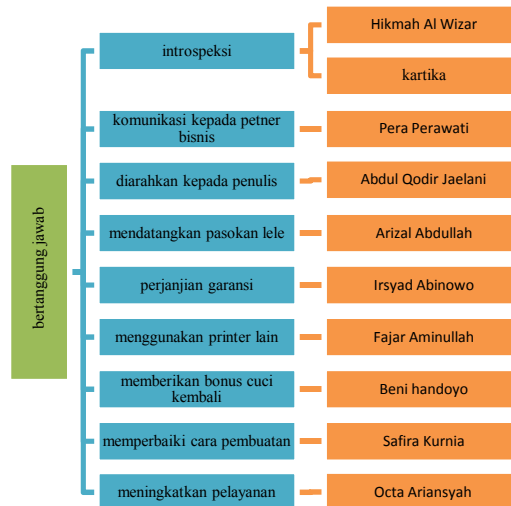 bertanggung jawab
introspeksi
Hikmah Al Wizar
kartika
komunikasi kepada petner
bisnis
Pera Perawati
diarahkan kepada penulis
Abdul Qodir Jaelani
mendatangkan pasokan lele
Arizal Abdullah
perjanjian garansi
Irsyad Abinowo
menggunakan printer lain
Fajar Aminullah
memberikan bonus cuci
kembali
Beni handoyo
memperbaiki cara pembuatan
Safira Kurnia
meningkatkan pelayanan
Octa Ariansyah